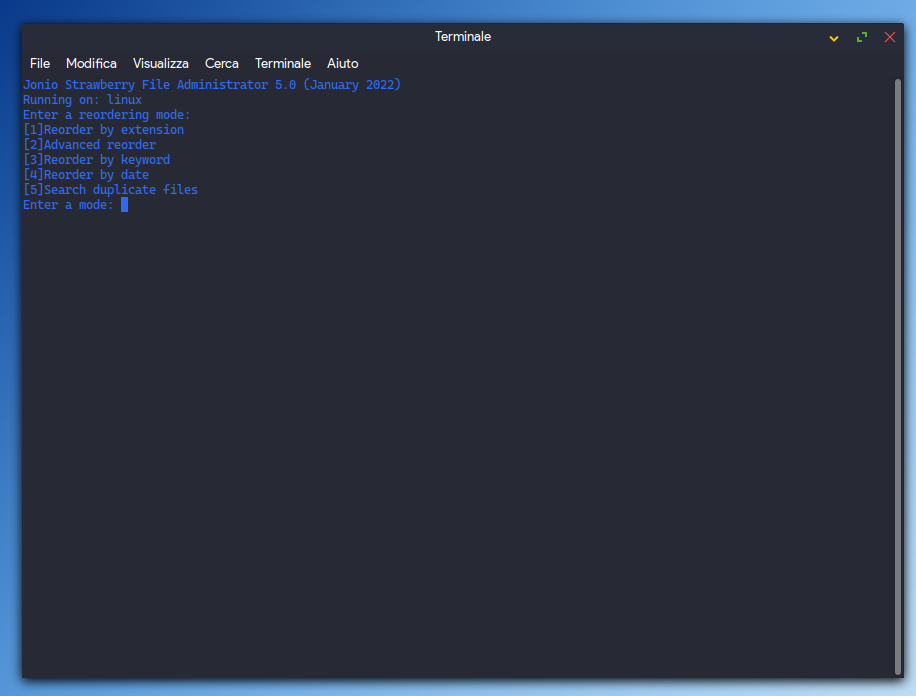 Terminale
File Modifica Visualizza Cerca Terminale Aiuto
Jonio Strawberry File Administrator 5.0 (January 2022)
Running on: linux
Enter a reordering mode:
[1]Reorder by extension
[2]Advanced reorder
[3]Reorder by keyword
[4]Reorder by date
[5]Search duplicate files
Enter a mode: